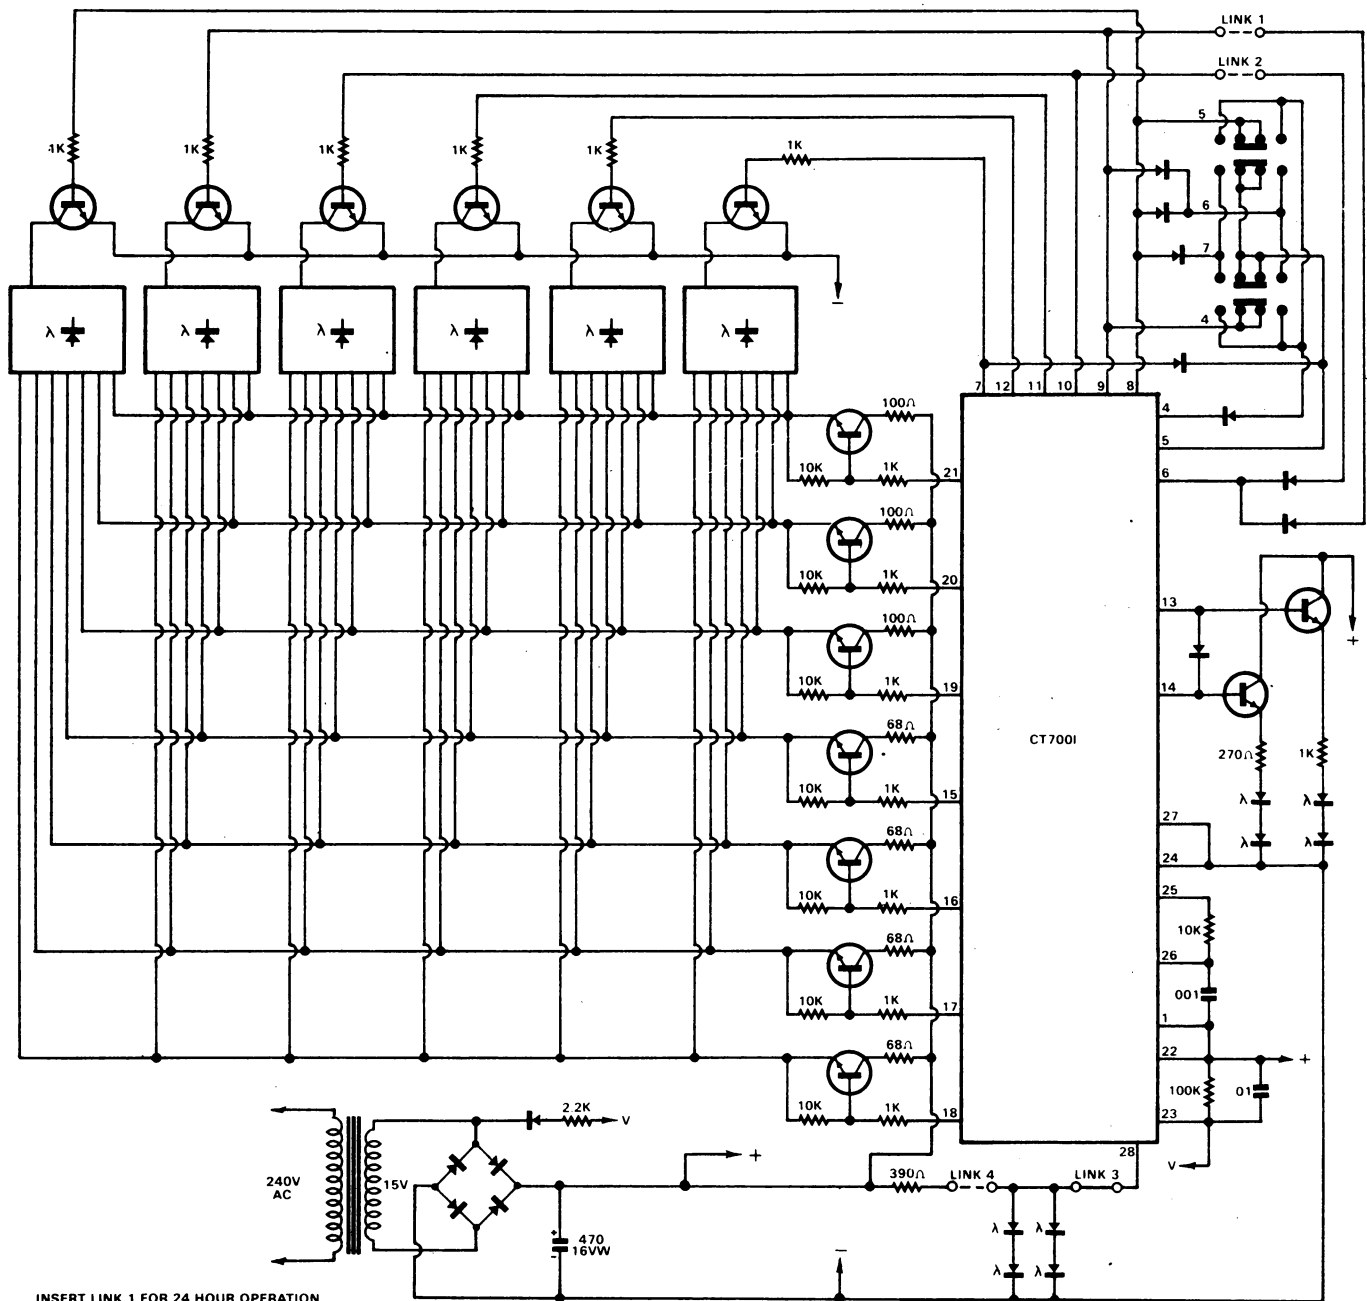 LINK 1
LINK 2
1K
1K
1K
1K
1K
1K
5
6
7
4
λ
λ
λ
λ
λ
λ
−
7 12 11 10 9 8
100Ω
10K 1K 21
4
5
6
100Ω
10K 1K 20
100Ω
10K 1K 19
13
+
14
68Ω
10K 1K 15
CT7001
270Ω 1K
λ λ
λ λ
27
24
68Ω
10K 1K 16
25
10K
26
68Ω
10K 1K 17
001
1
22
+
68Ω
10K 1K 18
100K
01
23
V
28
240V
AC
15V
2.2K
V
+
390Ω
LINK 4
LINK 3
λ λ
λ λ
+
470
16VW
-
−
INSERT LINK 1 FOR 24 HOUR OPERATION